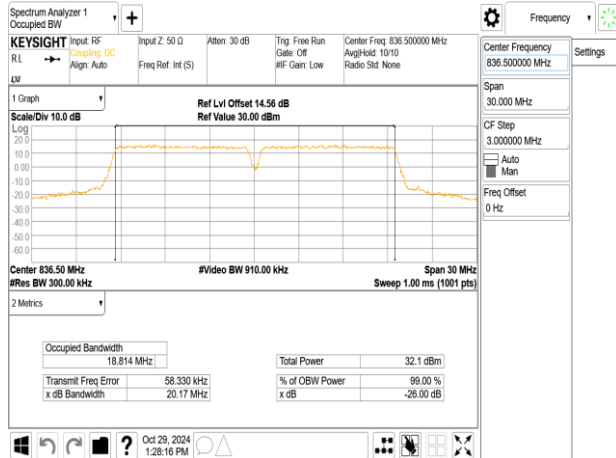 Spectrum Analyzer 1
Occupied BW
+
Frequency
KEYSIGHT
RL
Input: RF
Coupling: DC
Align: Auto
Input Z: 50 Ω
Freq Ref: Int (S)
Atten: 30 dB
Trig: Free Run
Gate: Off
#IF Gain: Low
Center Freq: 836.500000 MHz
Avg|Hold: 10/10
Radio Std: None
Center Frequency
836.500000 MHz
Settings
Span
30.000 MHz
CF Step
3.000000 MHz
Auto
Man
Freq Offset
0 Hz
1 Graph
Scale/Div 10.0 dB
Ref Lvl Offset 14.56 dB
Ref Value 30.00 dBm
Log
20.0
10.0
0.00
-10.0
-20.0
-30.0
-40.0
-50.0
-60.0
Center 836.50 MHz
#Video BW 910.00 kHz
Span 30 MHz
#Res BW 300.00 kHz
Sweep 1.00 ms (1001 pts)
2 Metrics
Occupied Bandwidth
18.814 MHz
Total Power 32.1 dBm
Transmit Freq Error 58.330 kHz
% of OBW Power 99.00 %
x dB Bandwidth 20.17 MHz
x dB -26.00 dB
?
Oct 29, 2024
1:28:16 PM